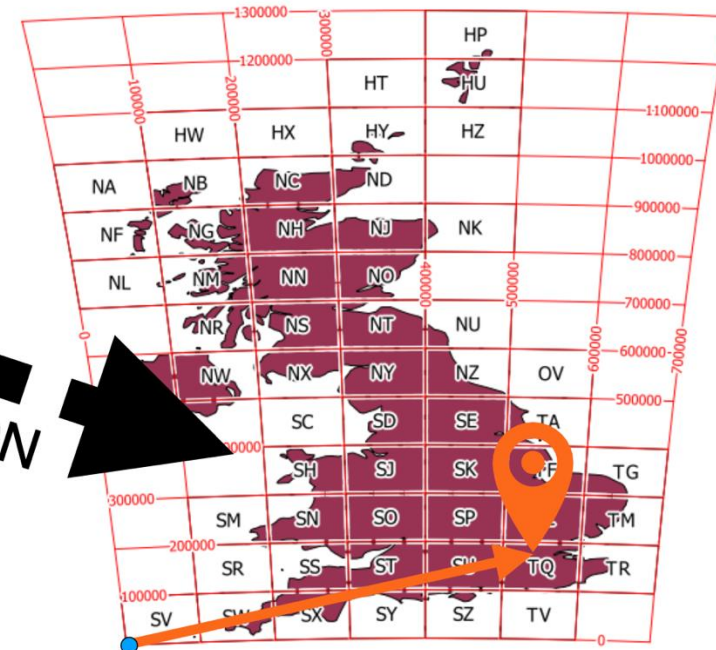 1300000
300000
HP
1200000
100000
200000
HT
HU
1100000
HW
HX
HY
HZ
1000000
NA
NB
NC
ND
900000
NF
NG
NH
NJ
NK
800000
NL
NM
NN
NO
400000
500000
700000
NR
NS
NT
NU
0
600000
600000
700000
NW
NX
NY
NZ
OV
500000
SC
SD
SE
TA
N
SH
SJ
SK
TG
300000
SM
SN
SO
SP
TM
200000
SR
SS
ST
TQ
TR
100000
SV
SW
SX
SY
SZ
TV
0